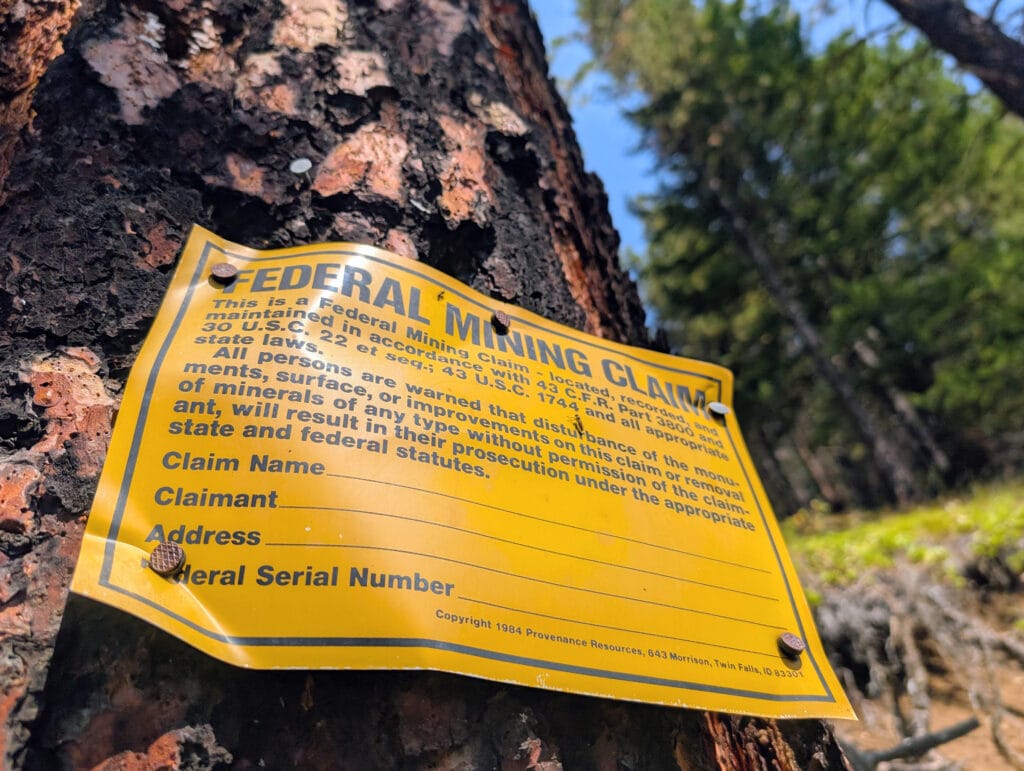 FEDERAL MINING CLAIM
This is a Federal Mining Claim - located, recorded, and
maintained in accordance with 43 C.F.R. Part 3800 and
30 U.S.C. 22 et seq.; 43 U.S.C. 1744 and all appropriate
state laws.
All persons are warned that disturbance of the monu-
ments, surface, or improvements on this claim or removal
of minerals of any type without permission of the claim-
ant, will result in their prosecution under the appropriate
state and federal statutes.
Claim Name
Claimant
Address
Federal Serial Number
Copyright 1984 Provenance Resources, 643 Morrison, Twin Falls, ID 83301